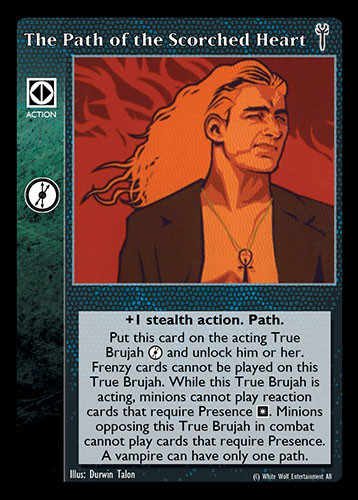 The Path of the Scorched Heart
ACTION
+1 stealth action. Path.
Put this card on the acting True
Brujah and unlock him or her.
Frenzy cards cannot be played on this
True Brujah. While this True Brujah is
acting, minions cannot play reaction
cards that require Presence. Minions
opposing this True Brujah in combat
cannot play cards that require Presence.
A vampire can have only one path.
Illus: Durwin Talon
(C) White Wolf Entertainment AB